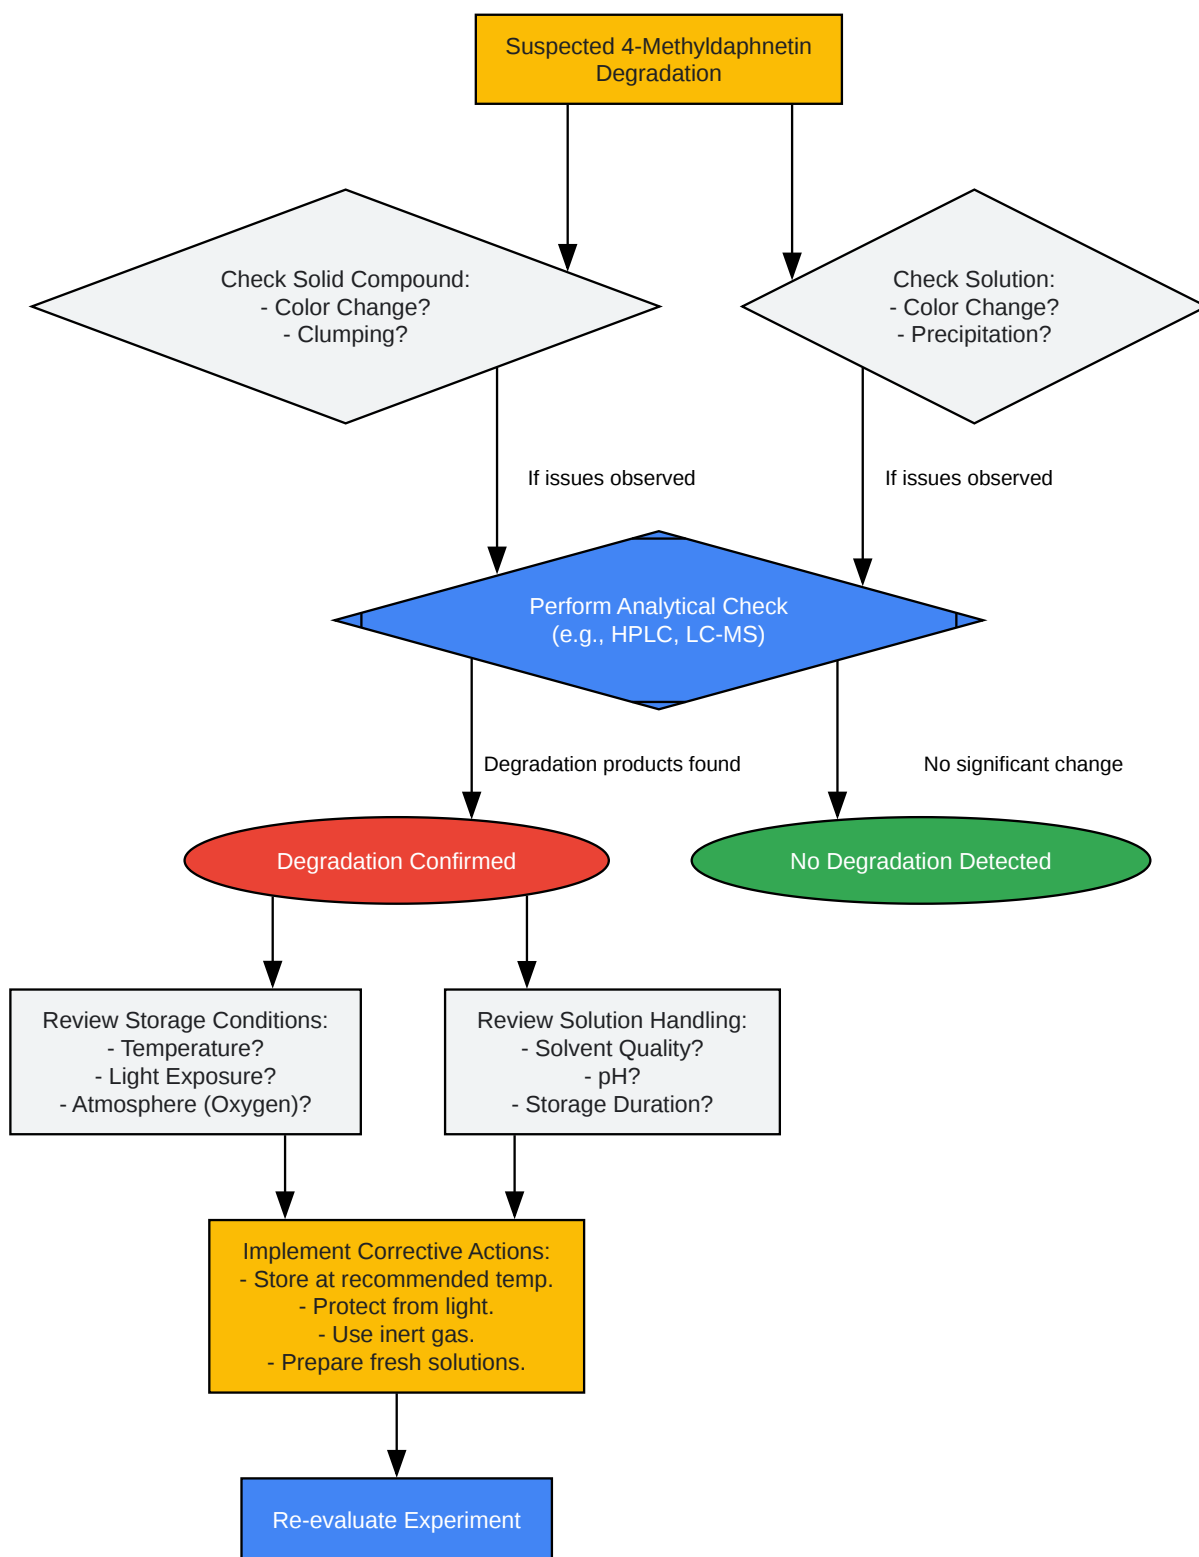 Suspected 4-Methyldaphnetin
Degradation
Check Solid Compound:
- Color Change?
- Clumping?
Check Solution:
- Color Change?
- Precipitation?
If issues observed
If issues observed
Perform Analytical Check
(e.g., HPLC, LC-MS)
Degradation products found
No significant change
Degradation Confirmed
No Degradation Detected
Review Storage Conditions:
- Temperature?
- Light Exposure?
- Atmosphere (Oxygen)?
Review Solution Handling:
- Solvent Quality?
- pH?
- Storage Duration?
Implement Corrective Actions:
- Store at recommended temp.
- Protect from light.
- Use inert gas.
- Prepare fresh solutions.
Re-evaluate Experiment